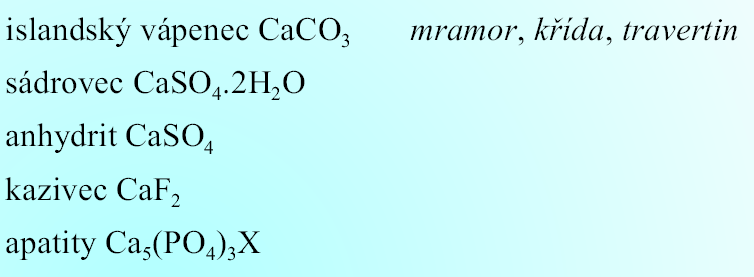 islandský vápenec CaCO₃ mramor, křída, travertin
sádrovec CaSO₄.2H₂O
anhydrit CaSO₄
kazivec CaF₂
apatity Ca₅(PO₄)₃X